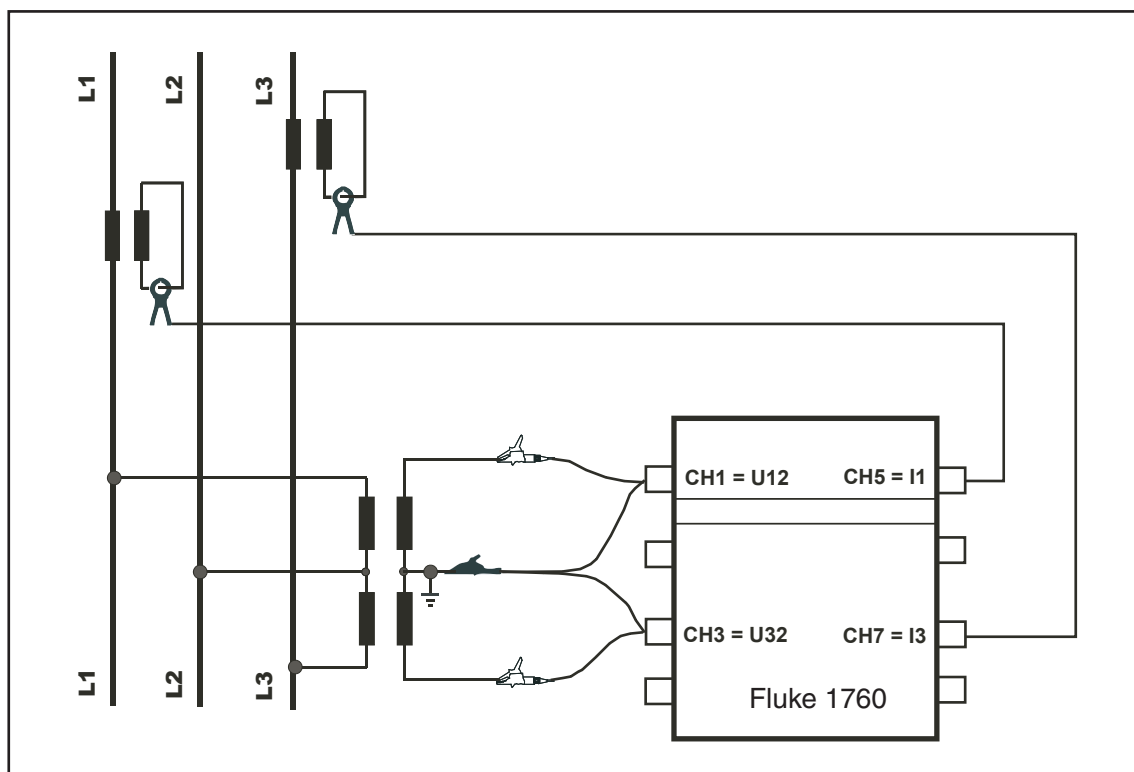 L1
L2
L3
CH1 = U12
CH5 = I1
CH3 = U32
CH7 = I3
L1
L2
L3
Fluke 1760